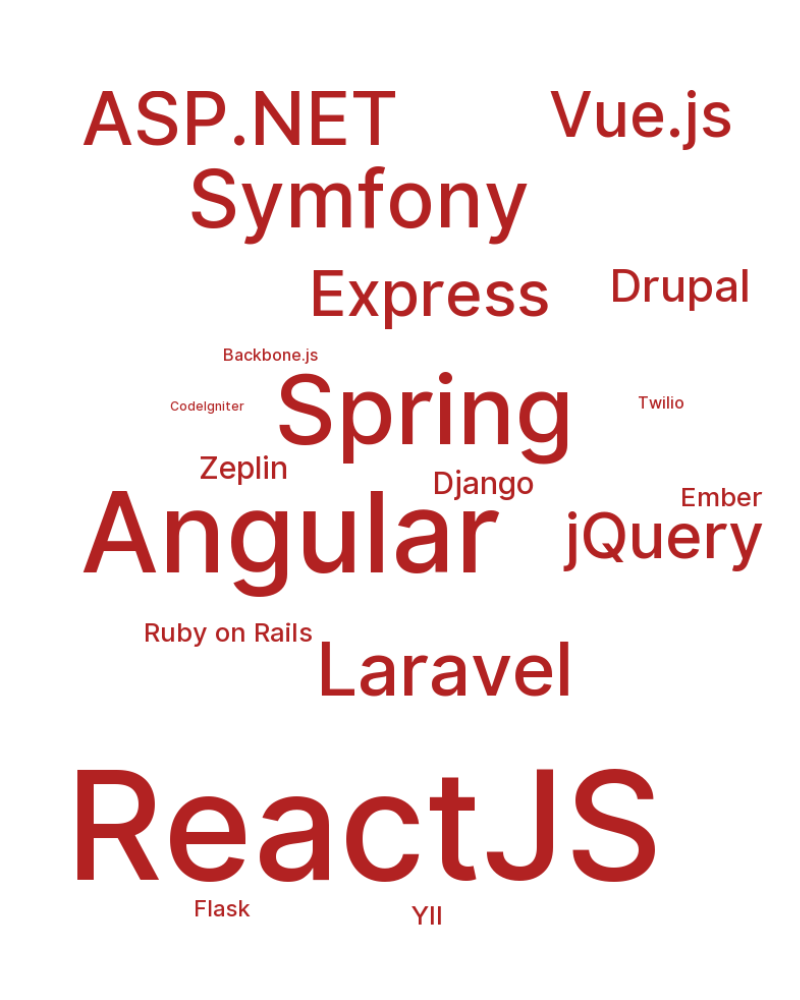 ASP.NET
Vue.js
Symfony
Express
Drupal
Backbone.js
Spring
CodeIgniter
Twilio
Zeplin
Django
Ember
Angular
jQuery
Ruby on Rails
Laravel
ReactJS
Flask
YII